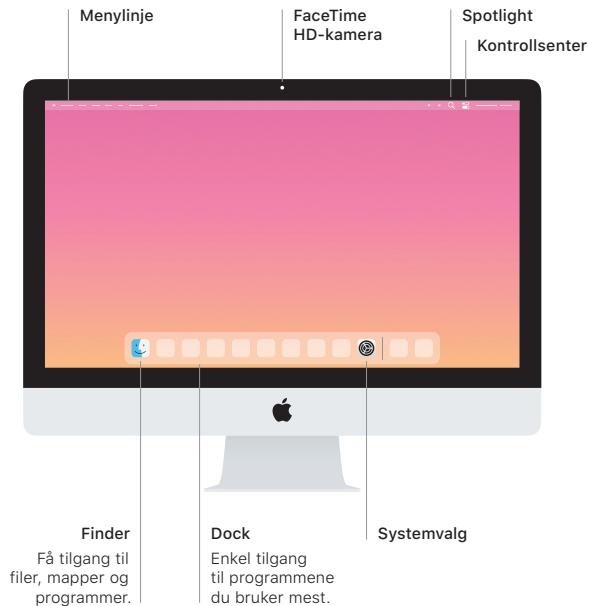 Menylinje
FaceTime
HD-kamera
Spotlight
Kontrollsenter
Finder
Få tilgang til
filer, mapper og
programmer.
Dock
Enkel tilgang
til programmene
du bruker mest.
Systemvalg